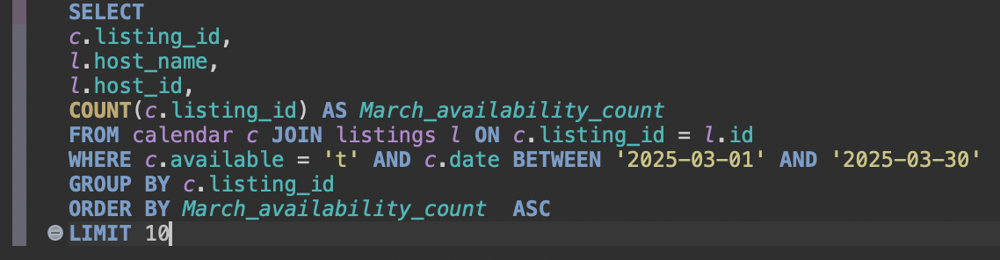 SELECT
c.listing_id,
l.host_name,
l.host_id,
COUNT(c.listing_id) AS March_availability_count
FROM calendar c JOIN listings l ON c.listing_id = l.id
WHERE c.available = 't' AND c.date BETWEEN '2025-03-01' AND '2025-03-30'
GROUP BY c.listing_id
ORDER BY March_availability_count  ASC
LIMIT 10